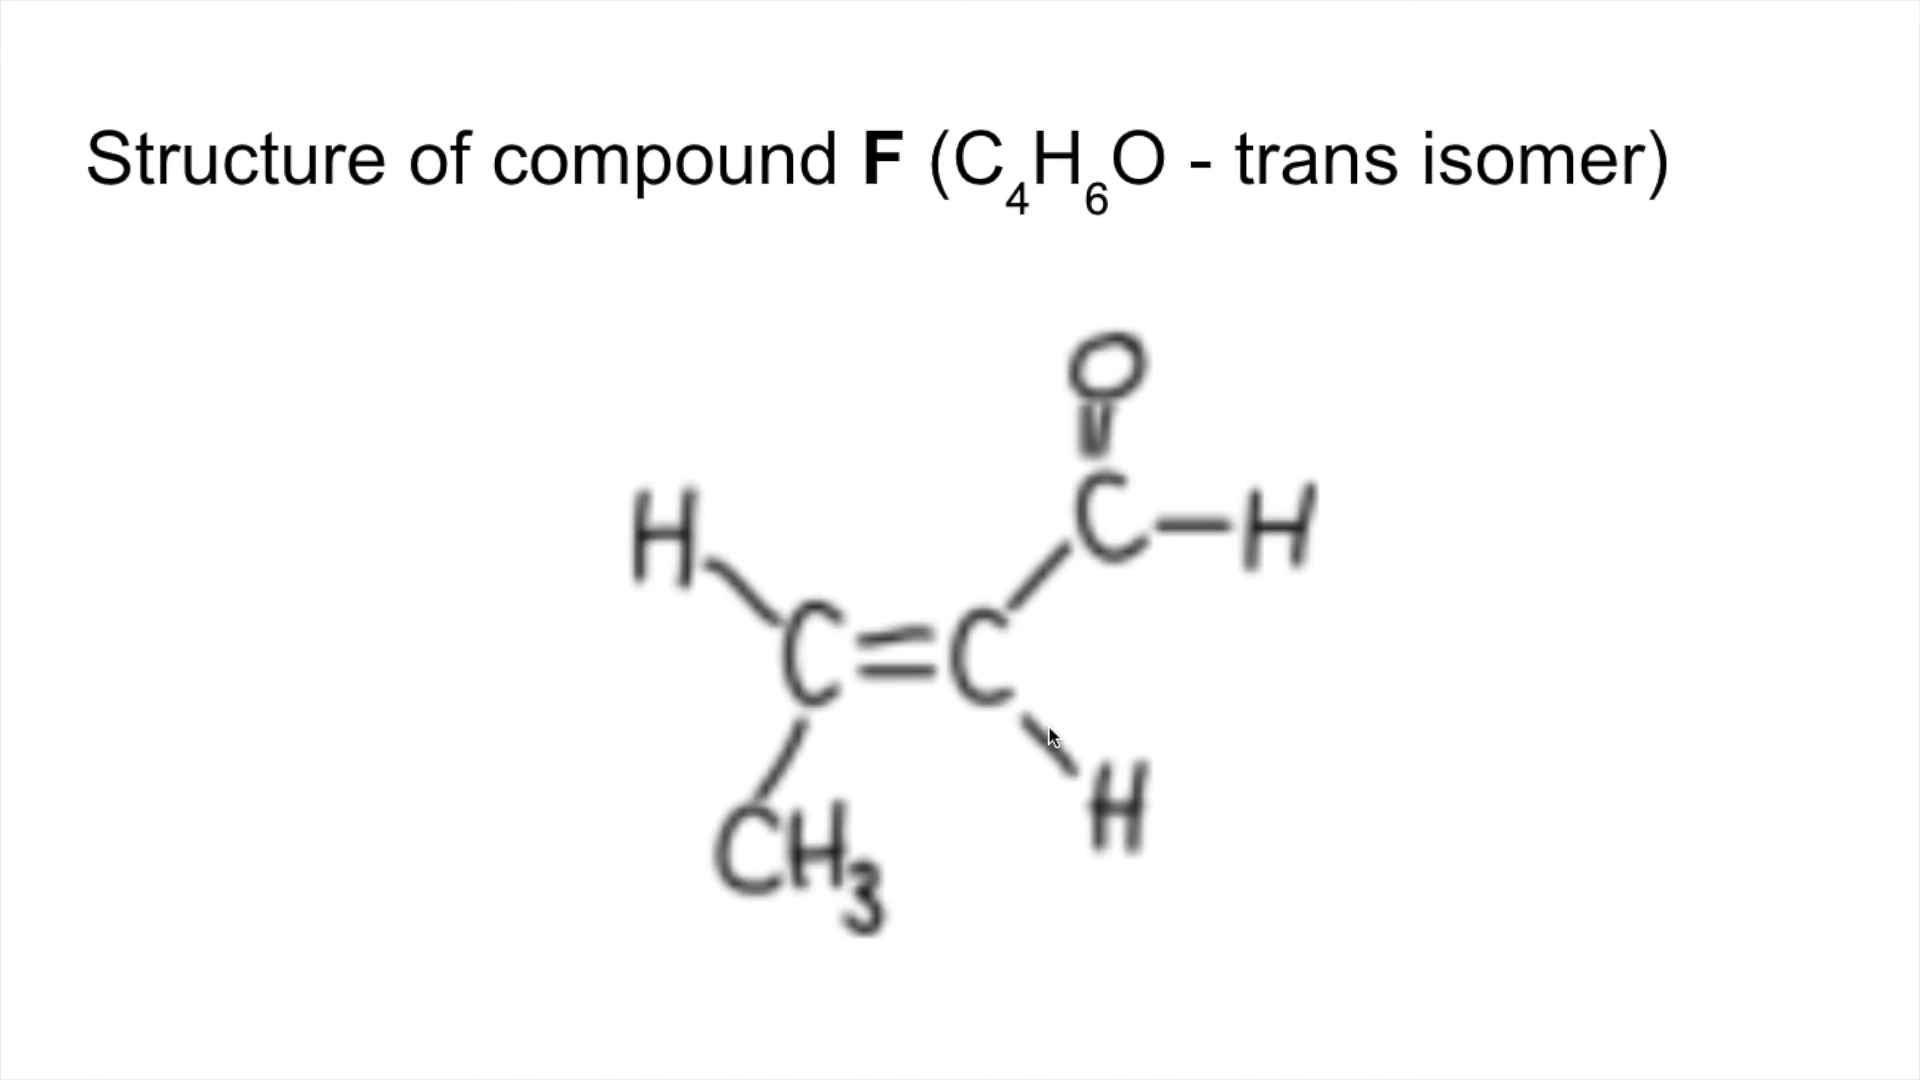 Structure of compound F (C4H6O - trans isomer)
O
C-H
H
C=C
H
CH3